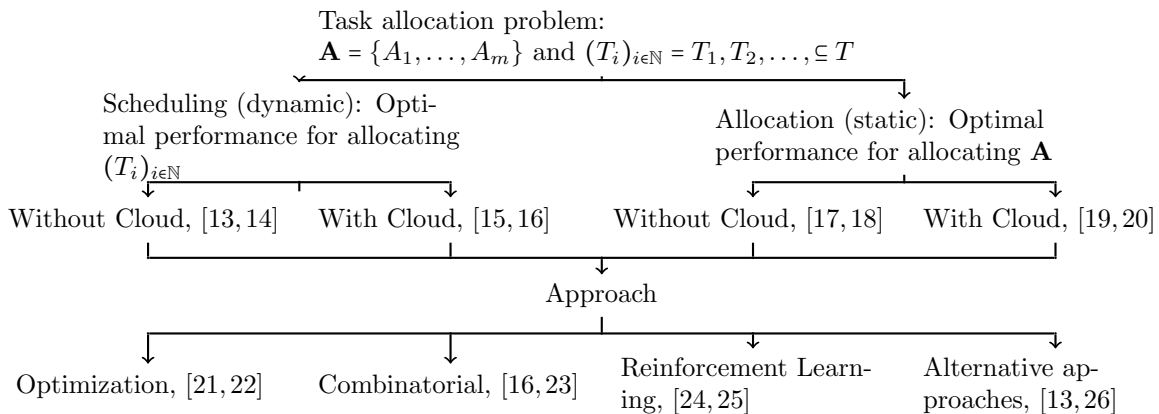 Task allocation problem:
𝐀 = {A₁, . . . , Aₘ} and (Tᵢ)ᵢ∈ℕ = T₁, T₂, . . . , ⊆ T
Scheduling (dynamic): Opti-
mal performance for allocating
(Tᵢ)ᵢ∈ℕ
Allocation (static): Optimal
performance for allocating 𝐀
Without Cloud, [13, 14]
With Cloud, [15, 16]
Without Cloud, [17, 18]
With Cloud, [19, 20]
Approach
Optimization, [21, 22]
Combinatorial, [16, 23]
Reinforcement Learn-
ing, [24, 25]
Alternative ap-
proaches, [13, 26]